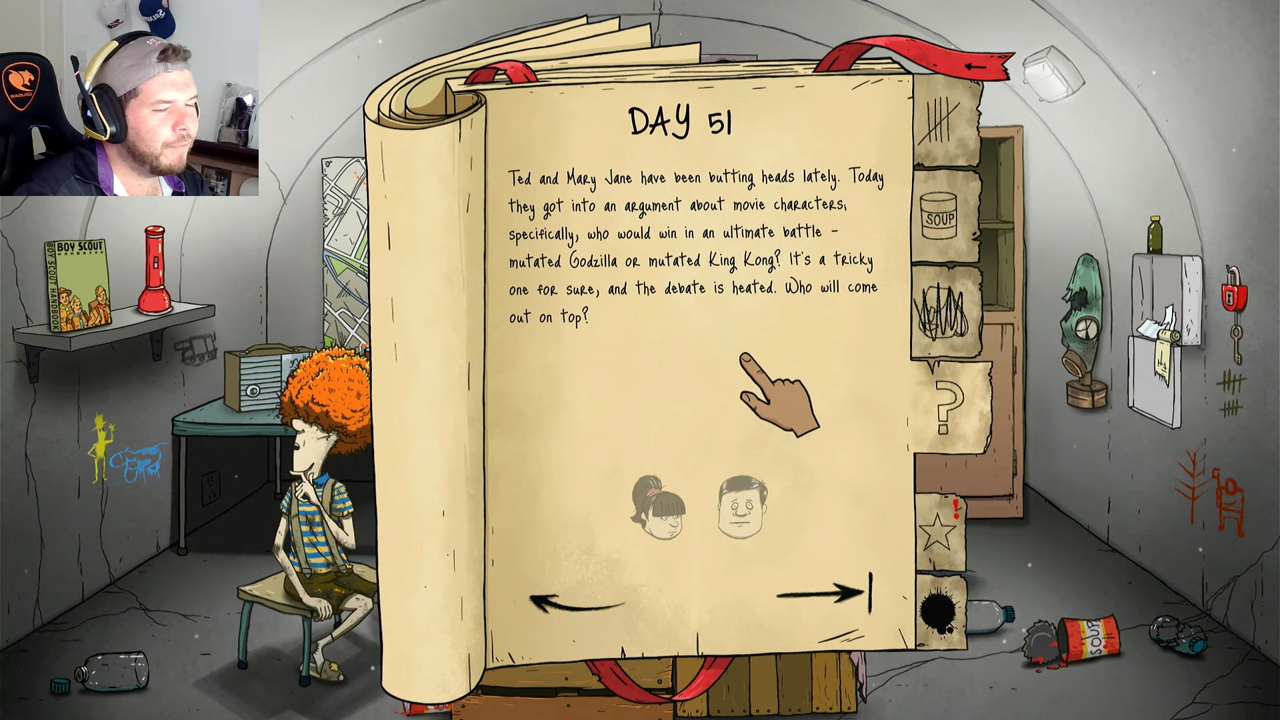 DAY 51
Ted and Mary Jane have been butting heads lately. Today
they got into an argument about movie characters;
specifically, who would win in an ultimate battle -
mutated Godzilla or mutated King Kong? It's a tricky
one for sure, and the debate is heated. Who will come
out on top?
SOUP
?
!
BOY SCOUT
BOY SCOUT HANDBOOK
SOUP